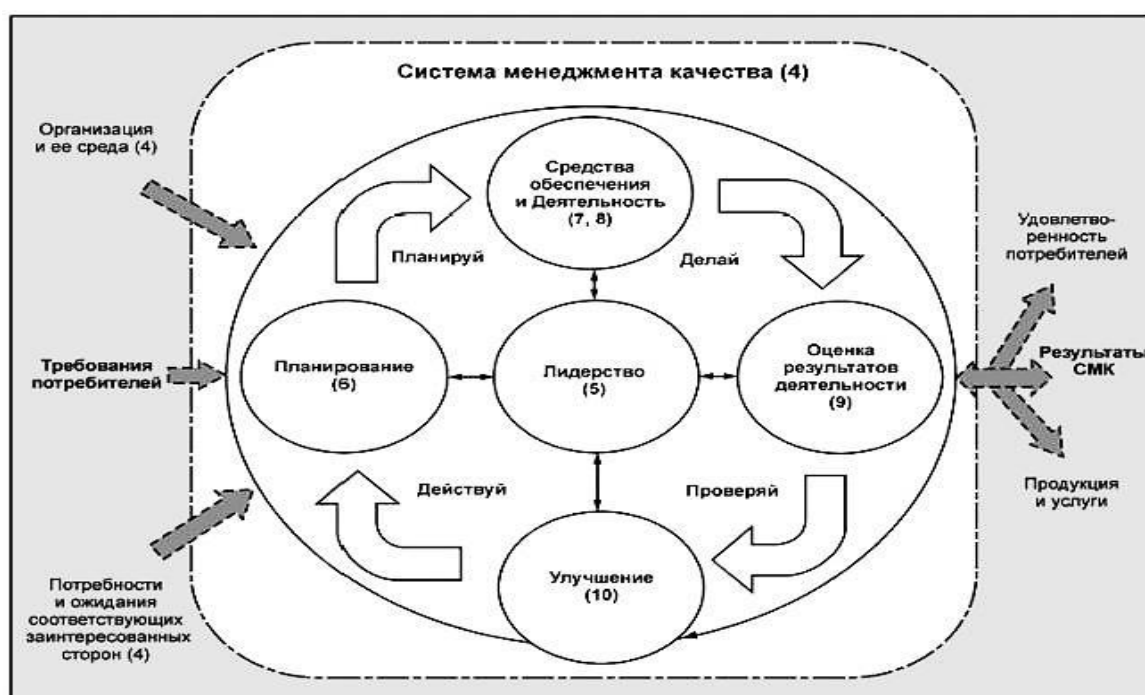 Система менеджмента качества (4)
Организация
и ее среда (4)
Средства
обеспечения
и Деятельность
(7, 8)
Планируй
Делай
Удовлетво-
ренность
потребителей
Требования
потребителей
Планирование
(6)
Лидерство
(5)
Оценка
результатов
деятельности
(9)
Результаты
СМК
Действуй
Проверяй
Продукция
и услуги
Улучшение
(10)
Потребности
и ожидания
соответствующих
заинтересованных
сторон (4)